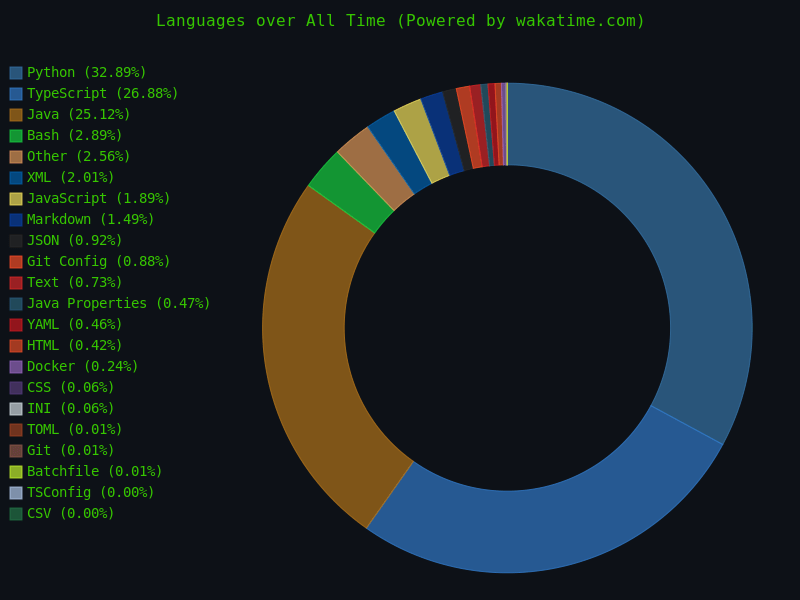 Languages over All Time (Powered by wakatime.com)
Python (32.89%)
TypeScript (26.88%)
Java (25.12%)
Bash (2.89%)
Other (2.56%)
XML (2.01%)
JavaScript (1.89%)
Markdown (1.49%)
JSON (0.92%)
Git Config (0.88%)
Text (0.73%)
Java Properties (0.47%)
YAML (0.46%)
HTML (0.42%)
Docker (0.24%)
CSS (0.06%)
INI (0.06%)
TOML (0.01%)
Git (0.01%)
Batchfile (0.01%)
TSConfig (0.00%)
CSV (0.00%)